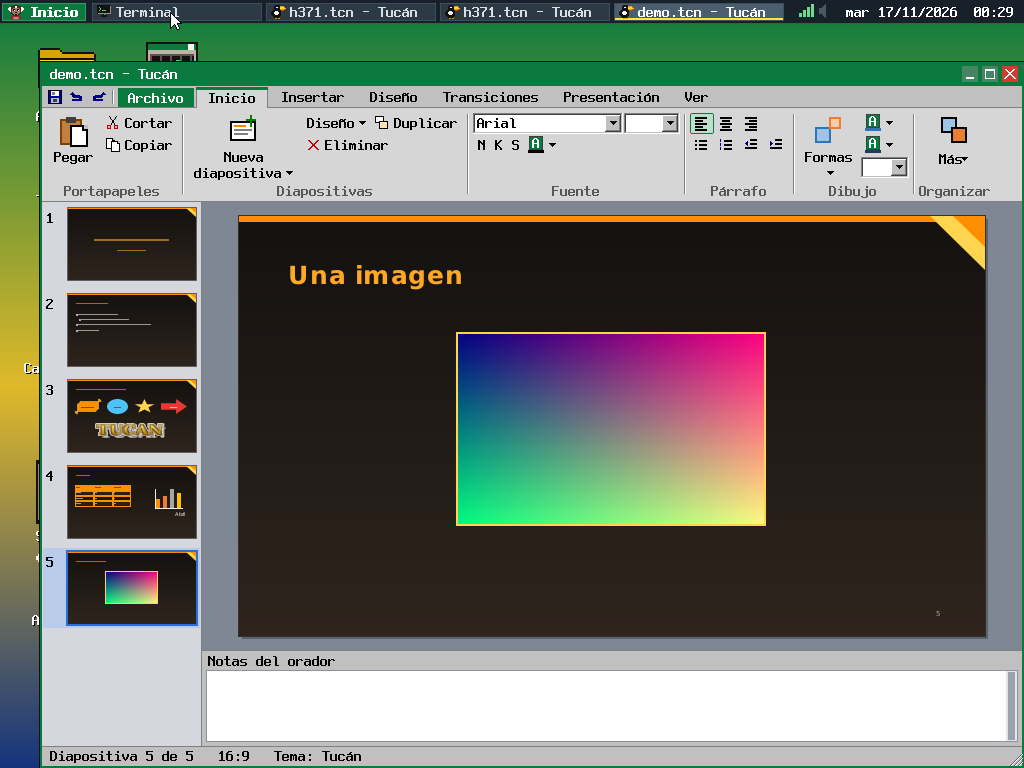 Inicio
Terminal
h371.tcn - Tucán
h371.tcn - Tucán
demo.tcn - Tucán
mar 17/11/2026 00:29
demo.tcn - Tucán
Archivo
Inicio
Insertar
Diseño
Transiciones
Presentación
Ver
Pegar
Cortar
Copiar
Portapapeles
Nueva
diapositiva
Diseño
Duplicar
Eliminar
Diapositivas
Arial
N K S A
Fuente
Párrafo
Formas
A
A
Dibujo
Más
Organizar
1
2
3
TUCAN
4
5
Una imagen
5
Notas del orador
Diapositiva 5 de 5
16:9
Tema: Tucán